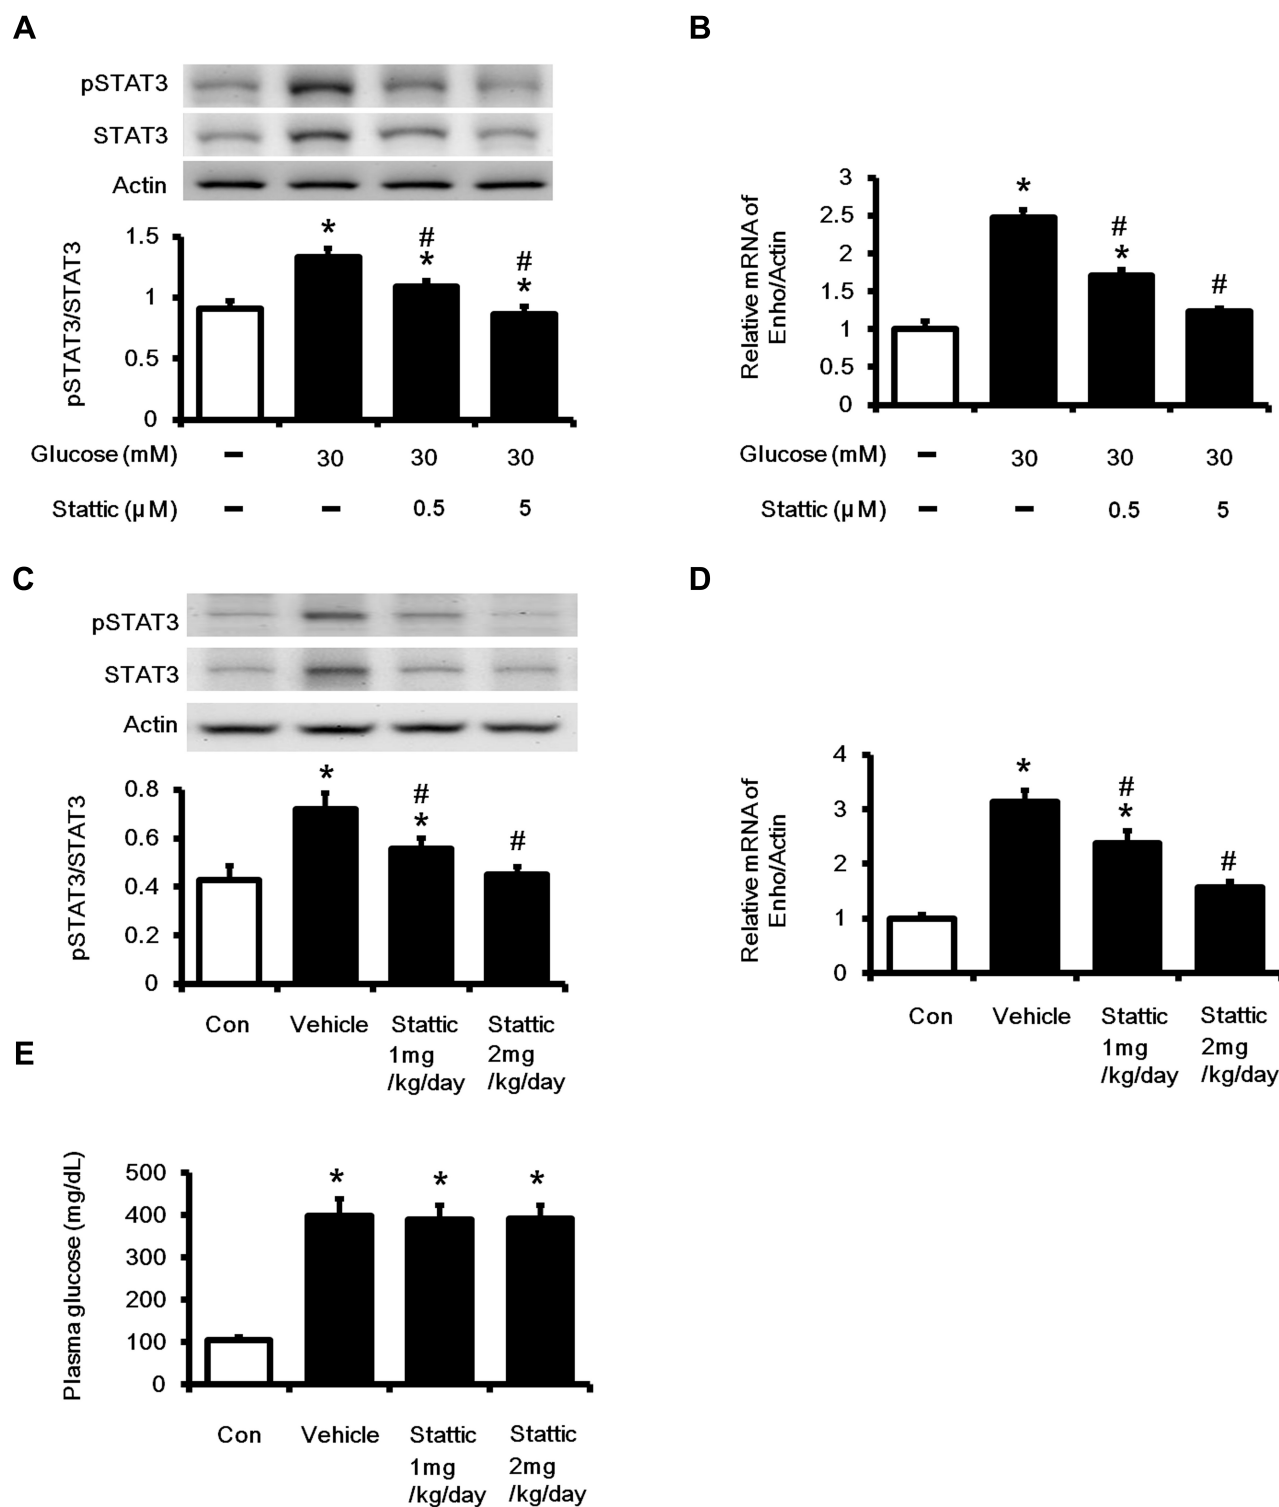 A
pSTAT3
STAT3
Actin
pSTAT3/STAT3
1.5
1
0.5
0
*
#
*
#
*
Glucose (mM) – 30 30 30
Stattic (µM) – – 0.5 5
B
Relative mRNA of
Enho/Actin
3
2.5
2
1.5
1
0.5
0
*
#
*
#
Glucose (mM) – 30 30 30
Stattic (µM) – – 0.5 5
C
pSTAT3
STAT3
Actin
pSTAT3/STAT3
0.8
0.6
0.4
0.2
0
*
#
*
#
Con Vehicle Stattic Stattic
1mg 2mg
/kg/day /kg/day
D
Relative mRNA of
Enho/Actin
4
3
2
1
0
*
#
*
#
Con Vehicle Stattic Stattic
1mg 2mg
/kg/day /kg/day
E
Plasma glucose (mg/dL)
500
400
300
200
100
0
* * *
Con Vehicle Stattic Stattic
1mg 2mg
/kg/day /kg/day